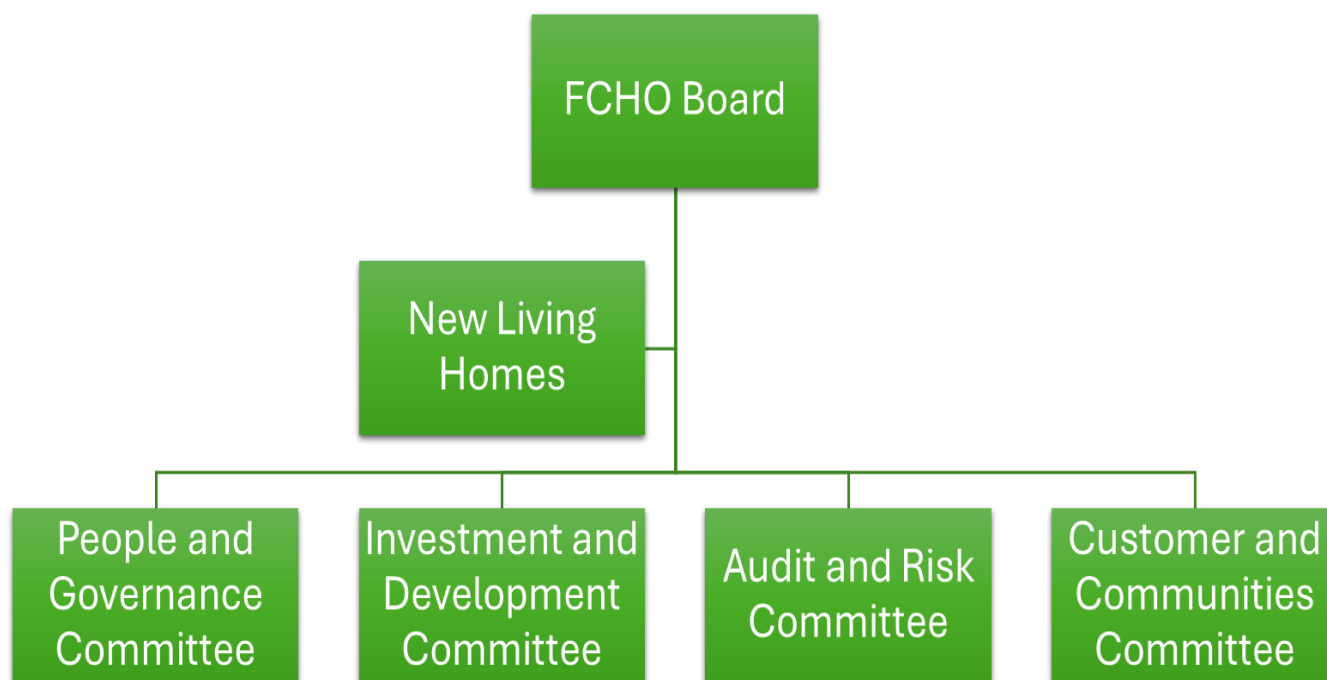 FCHO Board
New Living
Homes
People and
Governance
Committee
Investment and
Development
Committee
Audit and Risk
Committee
Customer and
Communities
Committee